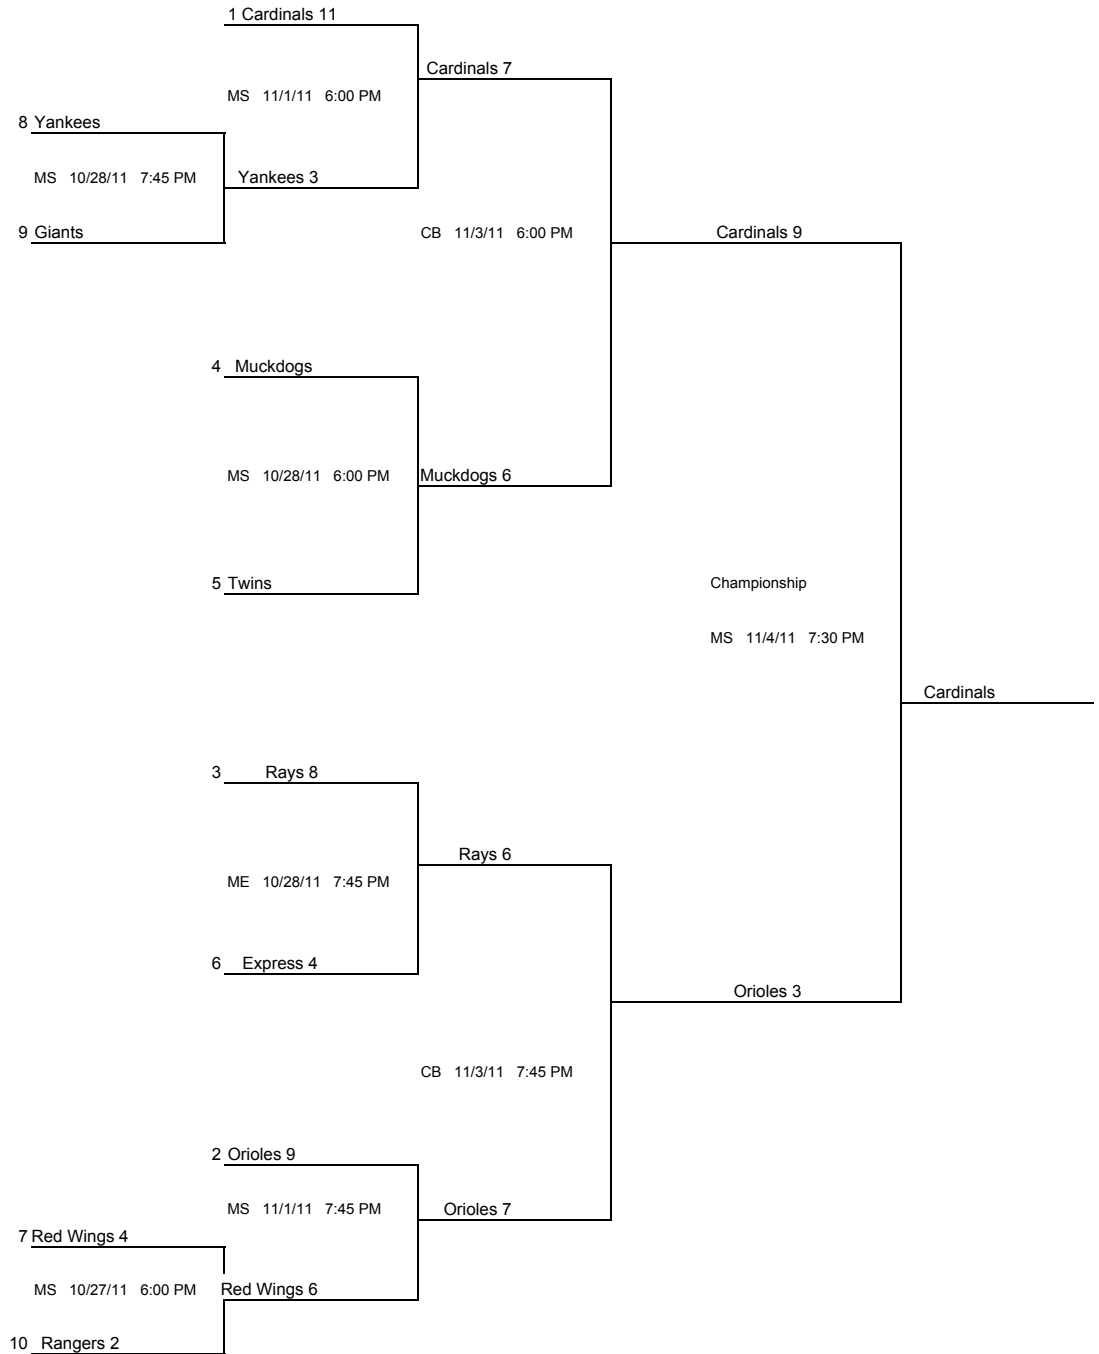 1 Cardinals 11
Cardinals 7
MS 11/1/11 6:00 PM
8 Yankees
MS 10/28/11 7:45 PM
Yankees 3
9 Giants
CB 11/3/11 6:00 PM
Cardinals 9
4 Muckdogs
MS 10/28/11 6:00 PM
Muckdogs 6
5 Twins
Championship
MS 11/4/11 7:30 PM
Cardinals
3 Rays 8
Rays 6
ME 10/28/11 7:45 PM
6 Express 4
Orioles 3
CB 11/3/11 7:45 PM
2 Orioles 9
MS 11/1/11 7:45 PM
Orioles 7
7 Red Wings 4
MS 10/27/11 6:00 PM
Red Wings 6
10 Rangers 2